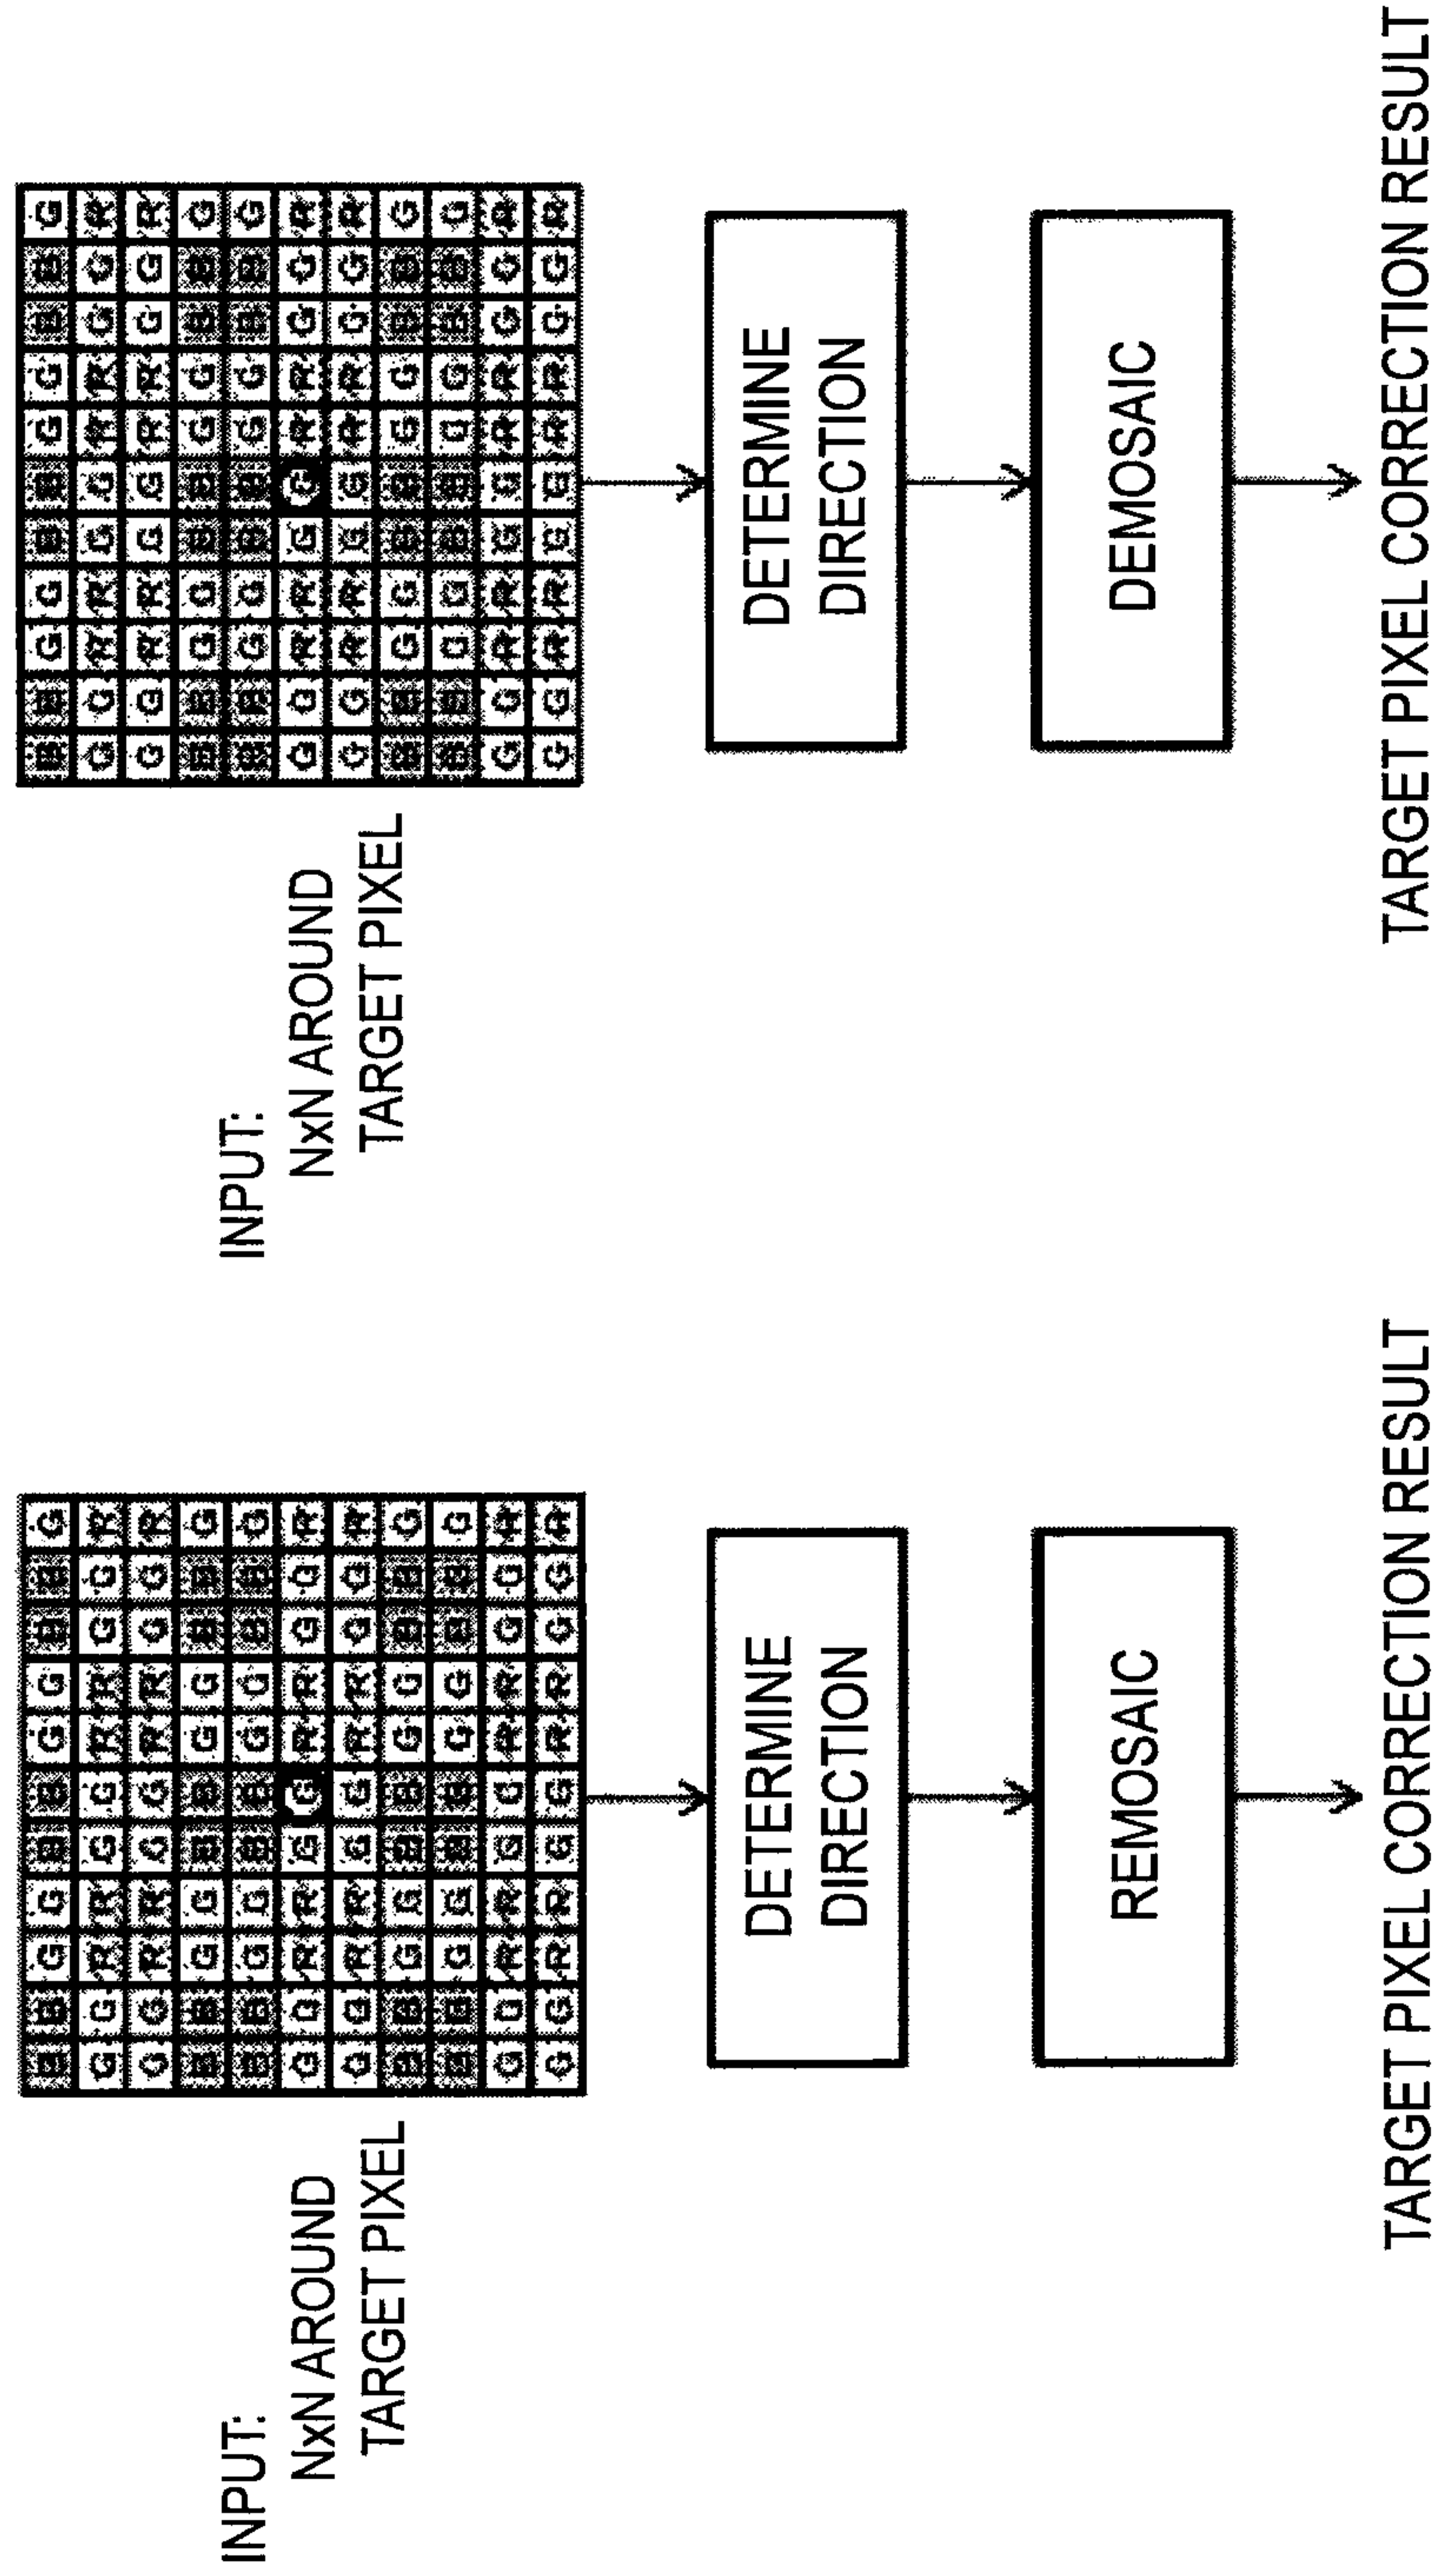 INPUT:
NxN AROUND
TARGET PIXEL
B B G G B B G G B B G
G G R R G G R R G G R
G G R R G G R R G G R
B B G G B B G G B B G
B B G G B B G G B B G
G G R R G G R R G G R
G G R R G G R R G G R
B B G G B B G G B B G
B B G G B B G G B B G
G G R R G G R R G G R
G G R R G G R R G G R
DETERMINE
DIRECTION
REMOSAIC
TARGET PIXEL CORRECTION RESULT
INPUT:
NxN AROUND
TARGET PIXEL
B B G G B B G G B B G
G G R R G G R R G G R
G G R R G G R R G G R
B B G G B B G G B B G
B B G G B B G G B B G
G G R R G G R R G G R
G G R R G G R R G G R
B B G G B B G G B B G
B B G G B B G G B B G
G G R R G G R R G G R
G G R R G G R R G G R
DETERMINE
DIRECTION
DEMOSAIC
TARGET PIXEL CORRECTION RESULT